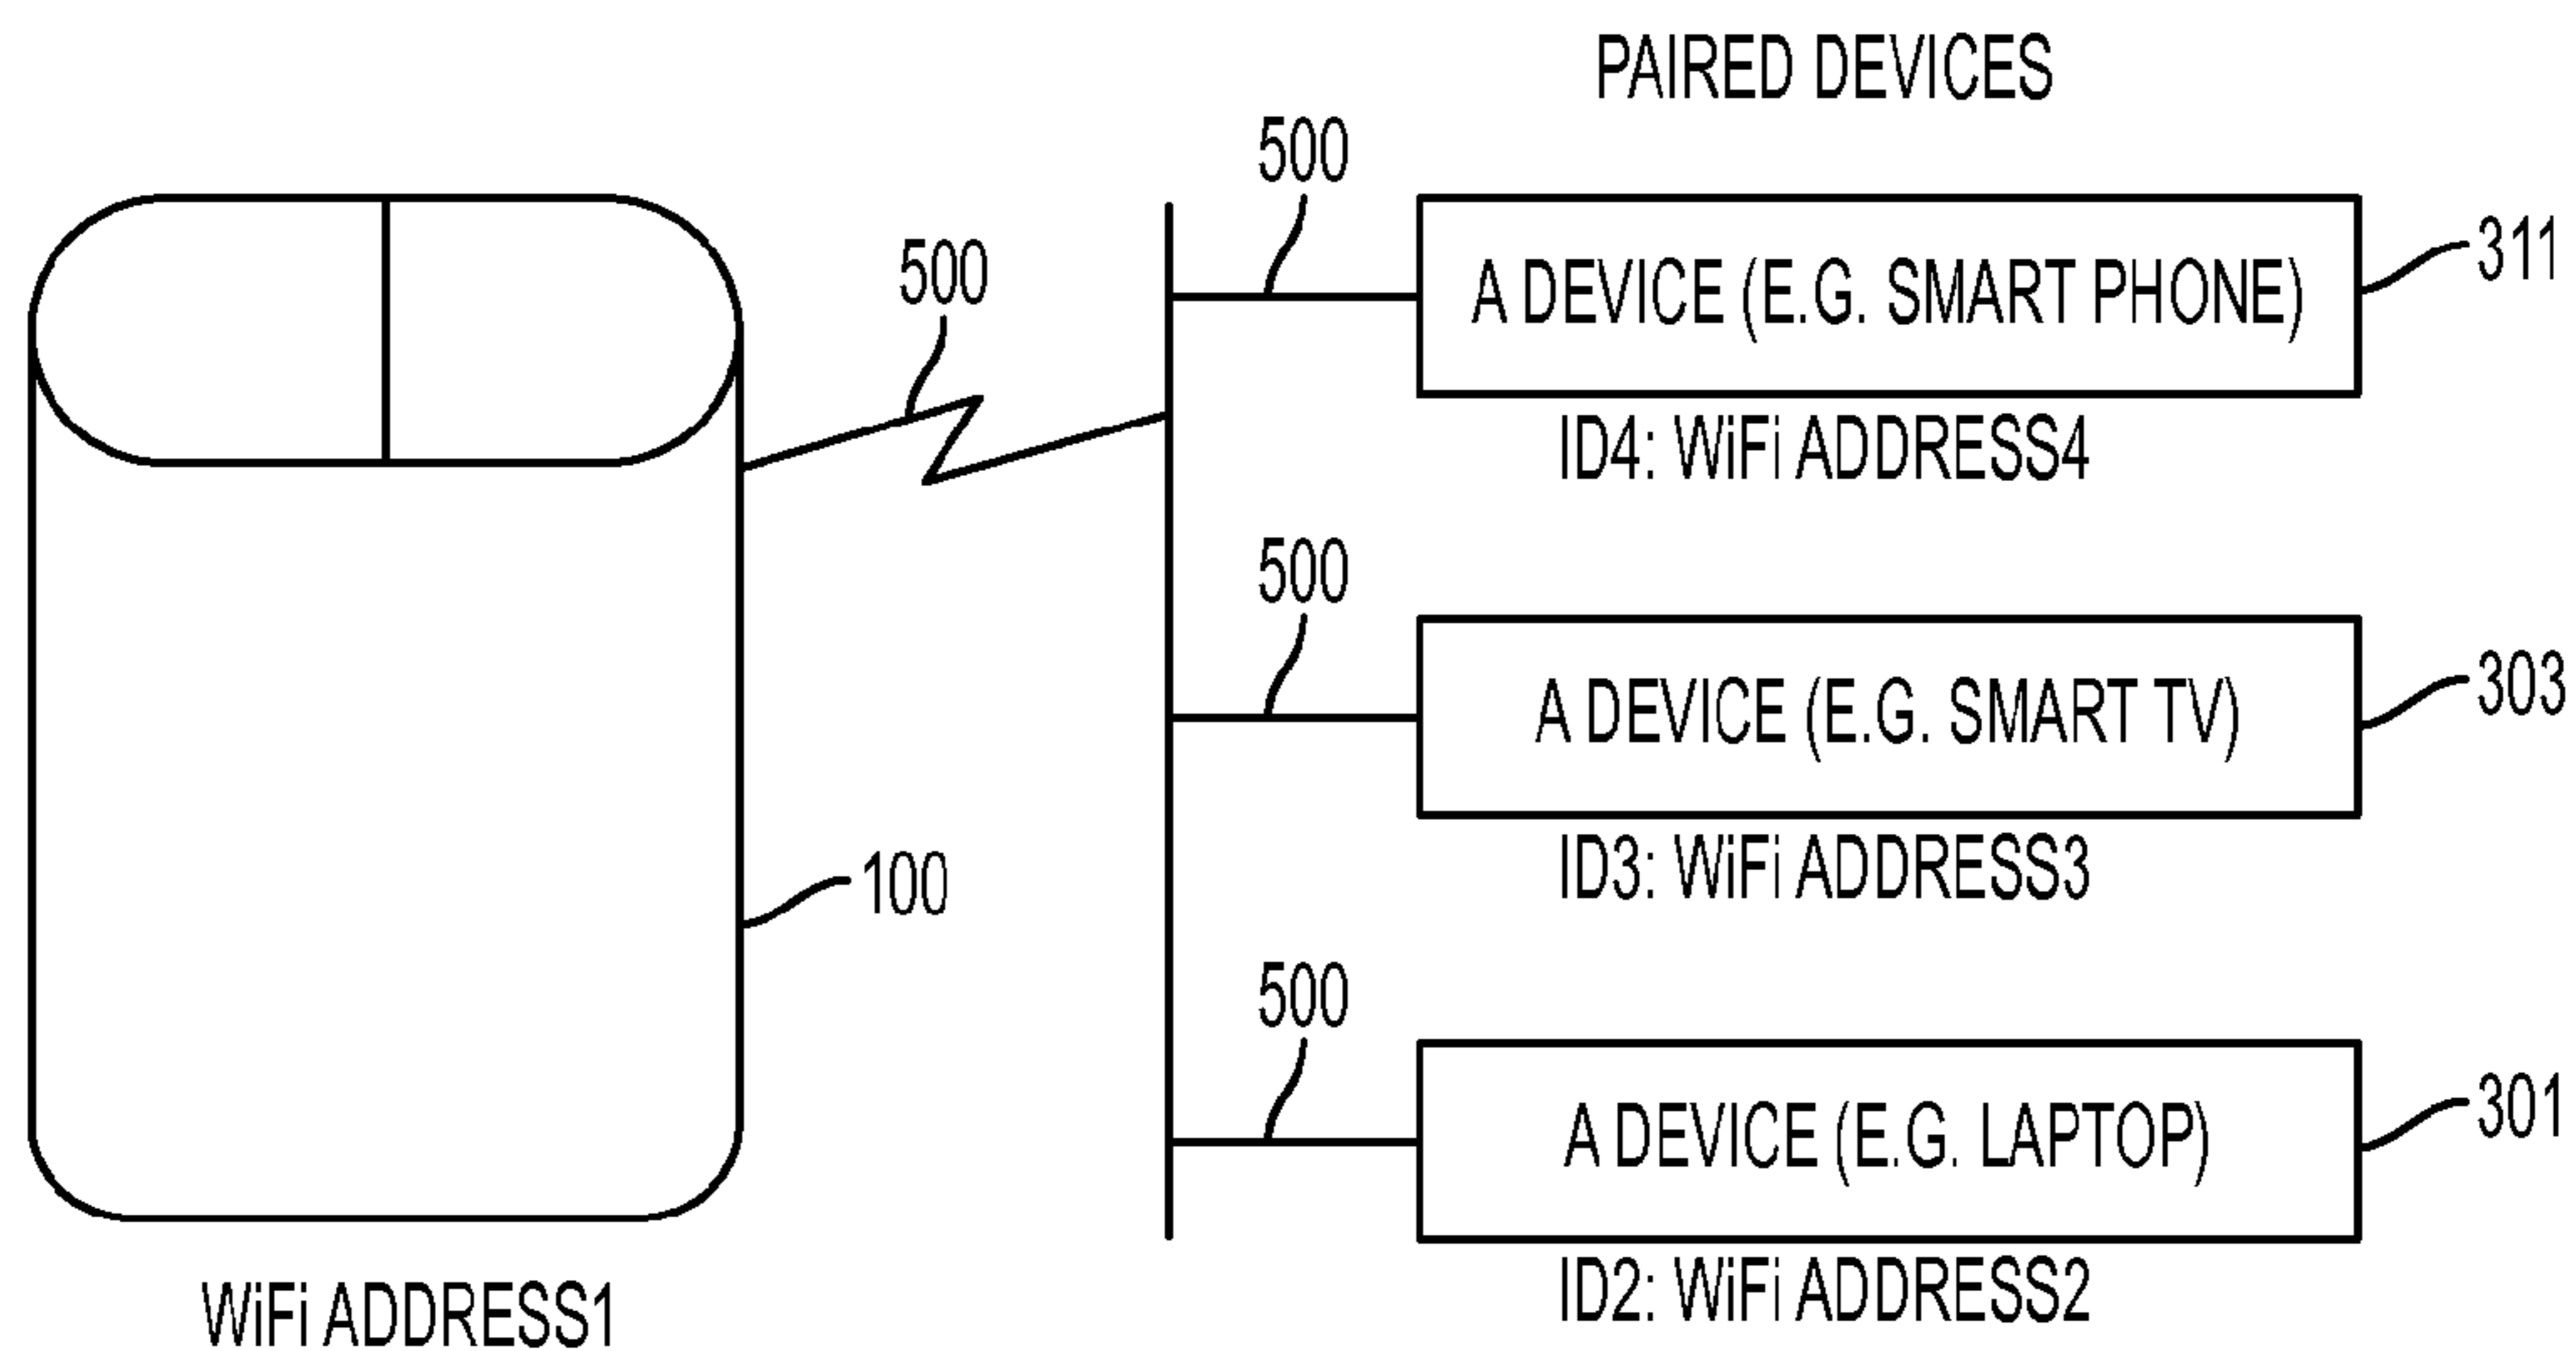 PAIRED DEVICES
500
A DEVICE (E.G. SMART PHONE)
311
ID4: WiFi ADDRESS4
500
500
A DEVICE (E.G. SMART TV)
303
ID3: WiFi ADDRESS3
100
500
A DEVICE (E.G. LAPTOP)
301
ID2: WiFi ADDRESS2
WiFi ADDRESS1